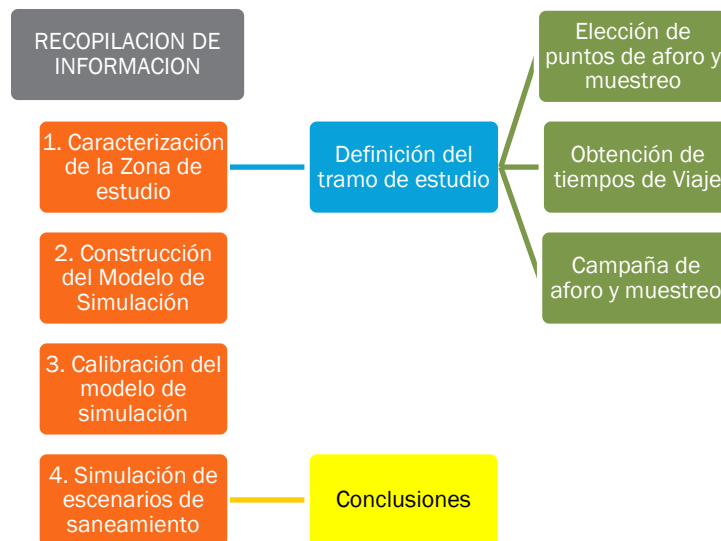 RECOPILACION DE
INFORMACION
1. Caracterización
de la Zona de
estudio
Definición del
tramo de estudio
Elección de
puntos de aforo y
muestreo
Obtención de
tiempos de Viaje
Campaña de
aforo y muestreo
2. Construcción
del Modelo de
Simulación
3. Calibración del
modelo de
simulación
4. Simulación de
escenarios de
saneamiento
Conclusiones